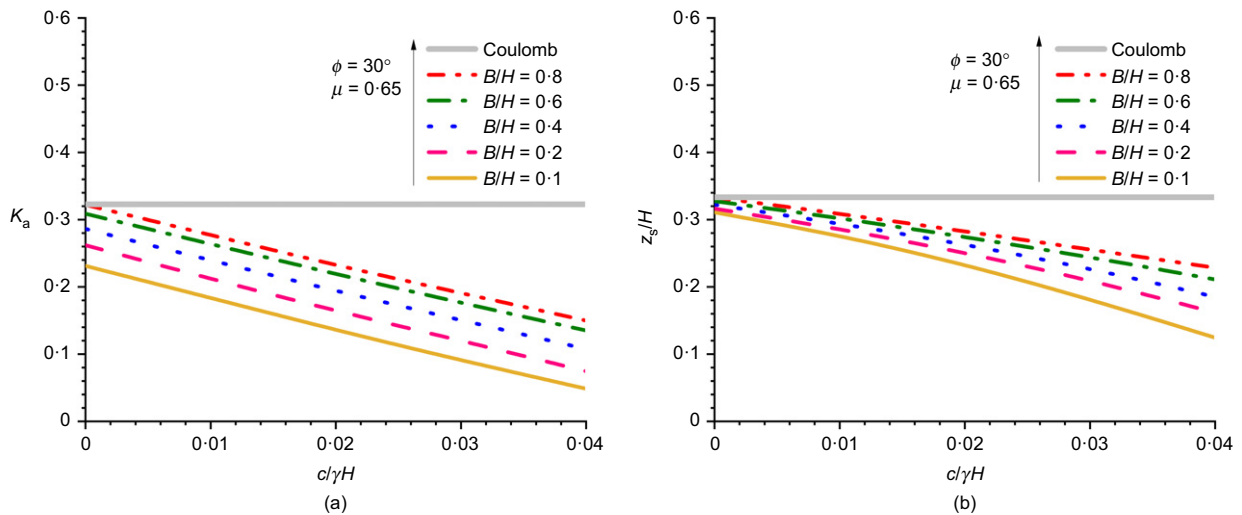 0·6
0·5
0·4
0·3
0·2
0·1
0
Kₐ
ϕ = 30°
μ = 0·65
Coulomb
B/H = 0·8
B/H = 0·6
B/H = 0·4
B/H = 0·2
B/H = 0·1
0
0·01
0·02
0·03
0·04
c/γH
(a)
0·6
0·5
0·4
0·3
0·2
0·1
0
zₛ/H
ϕ = 30°
μ = 0·65
Coulomb
B/H = 0·8
B/H = 0·6
B/H = 0·4
B/H = 0·2
B/H = 0·1
0
0·01
0·02
0·03
0·04
c/γH
(b)